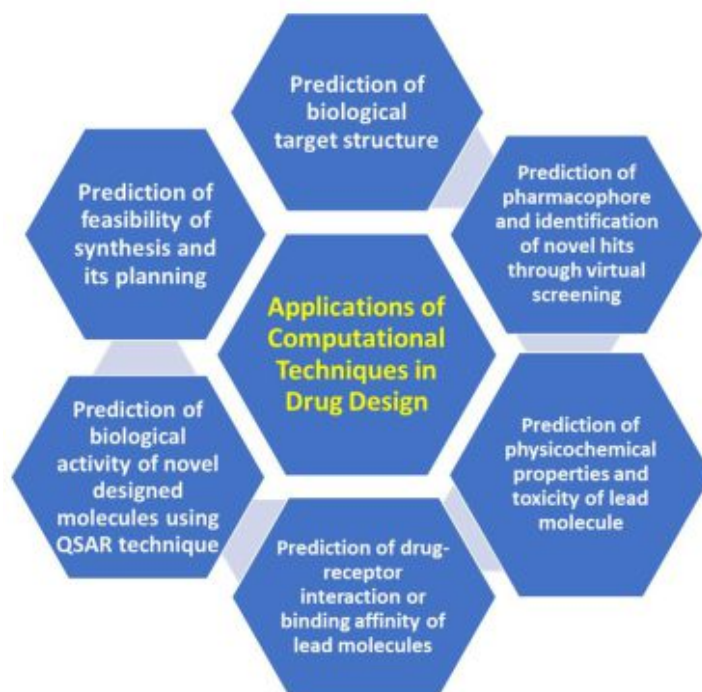 Prediction of
biological
target structure
Prediction of
pharmacophore
and identification
of novel hits
through virtual
screening
Prediction of
physicochemical
properties and
toxicity of lead
molecule
Prediction of drug-
receptor
interaction or
binding affinity of
lead molecules
Prediction of
biological
activity of novel
designed
molecules using
QSAR technique
Prediction of
feasibility of
synthesis and
its planning
Applications of
Computational
Techniques in
Drug Design